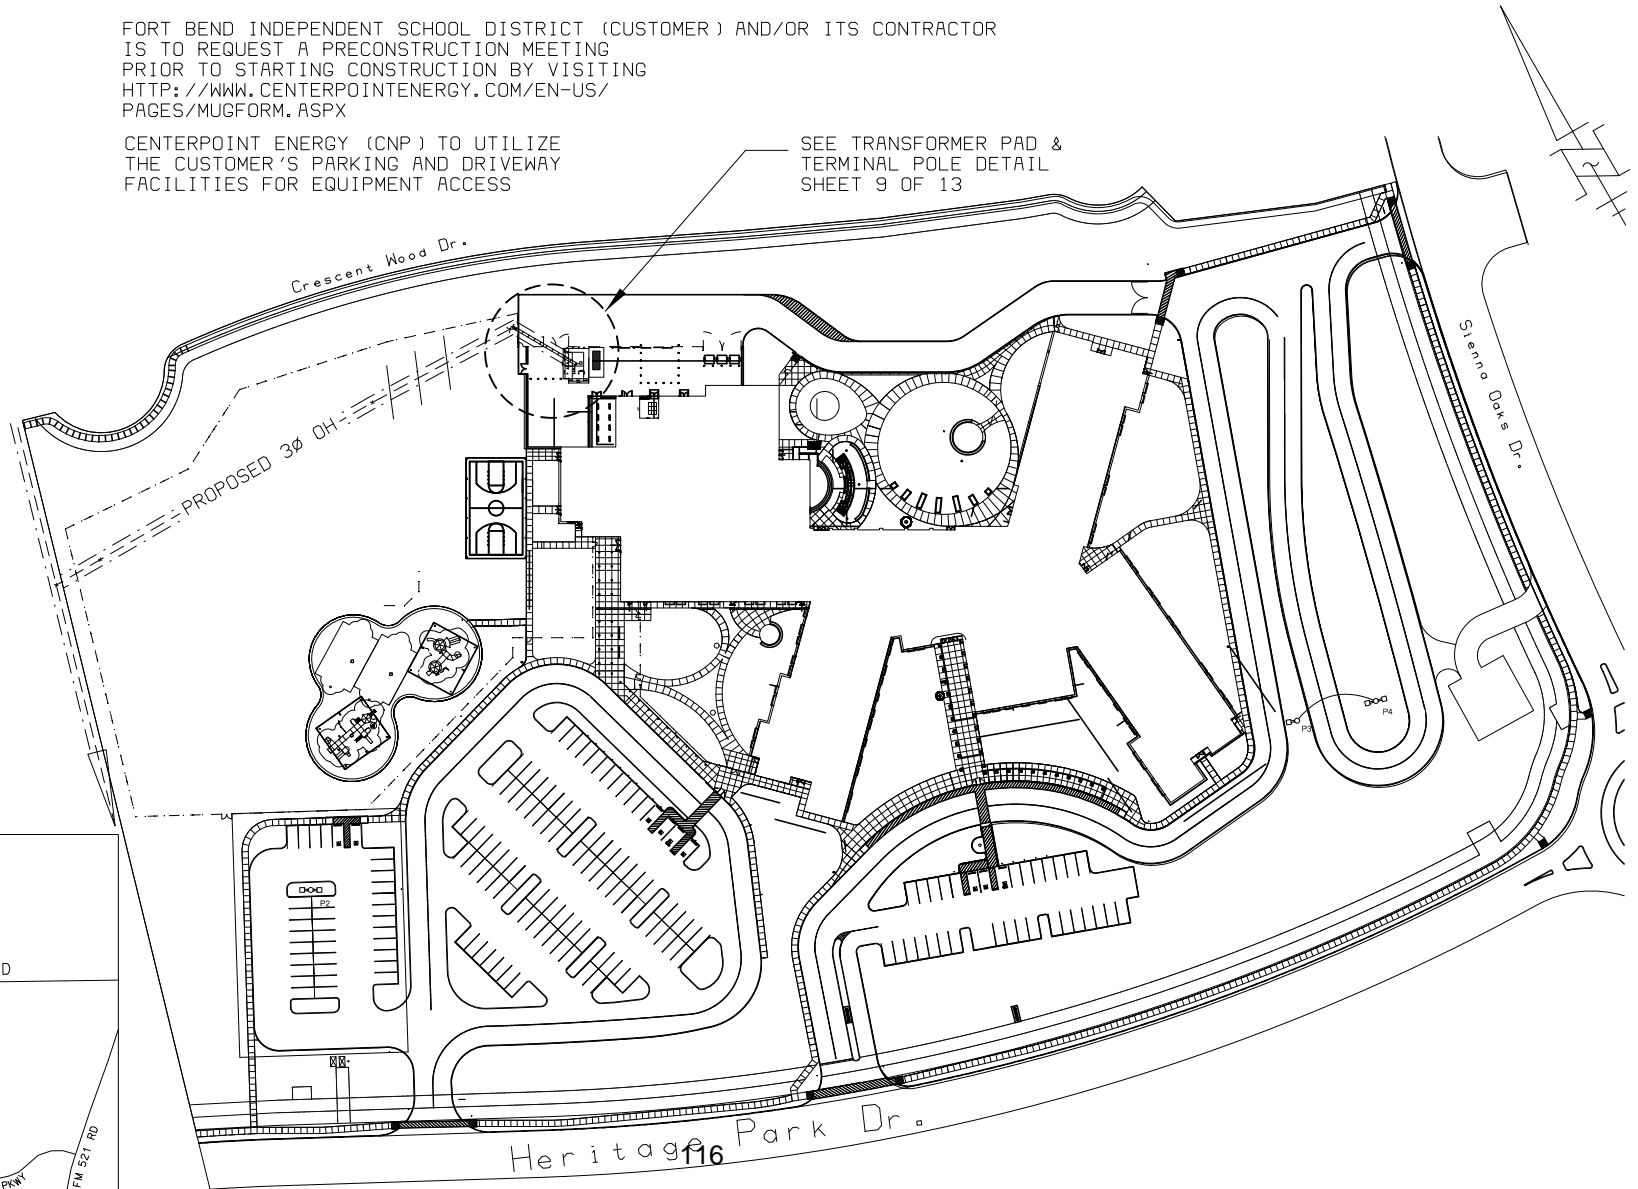 FORT BEND INDEPENDENT SCHOOL DISTRICT (CUSTOMER) AND/OR ITS CONTRACTOR
IS TO REQUEST A PRECONSTRUCTION MEETING
PRIOR TO STARTING CONSTRUCTION BY VISITING
HTTP://WWW.CENTERPOINTENERGY.COM/EN-US/
PAGES/MUGFORM.ASPX
CENTERPOINT ENERGY (CNP) TO UTILIZE
THE CUSTOMER'S PARKING AND DRIVEWAY
FACILITIES FOR EQUIPMENT ACCESS
SEE TRANSFORMER PAD &
TERMINAL POLE DETAIL
SHEET 9 OF 13
Crescent Wood Dr.
Sienna Oaks Dr.
PROPOSED 3Ø OH
P3
P4
P2
D
FM 521 RD
PKWY
Heritage Park Dr.
116